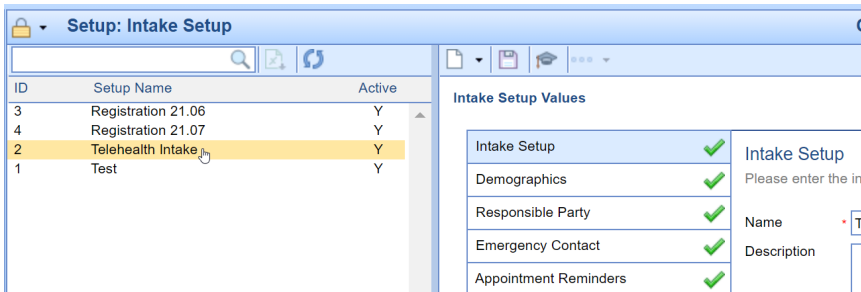 Setup: Intake Setup
ID Setup Name Active
3 Registration 21.06 Y
4 Registration 21.07 Y
2 Telehealth Intake Y
1 Test Y
Intake Setup Values
Intake Setup
Demographics
Responsible Party
Emergency Contact
Appointment Reminders
Intake Setup
Please enter the in
Name *
Description